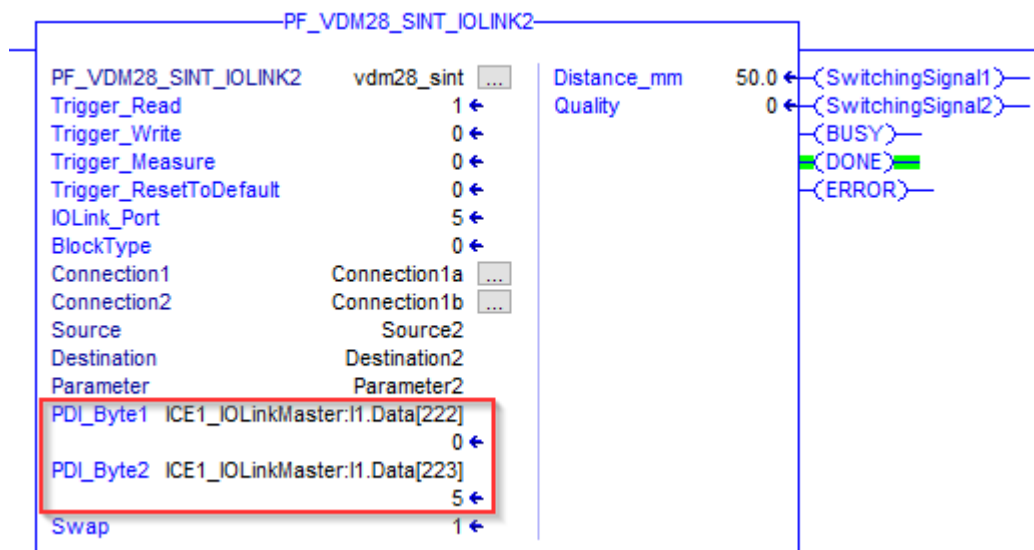 PF_VDM28_SINT_IOLINK2
PF_VDM28_SINT_IOLINK2 vdm28_sint ... Distance_mm 50.0 (SwitchingSignal1)
Trigger_Read 1 Quality 0 (SwitchingSignal2)
Trigger_Write 0 (BUSY)
Trigger_Measure 0 (DONE)
Trigger_ResetToDefault 0 (ERROR)
IOLink_Port 5
BlockType 0
Connection1 Connection1a ...
Connection2 Connection1b ...
Source Source2
Destination Destination2
Parameter Parameter2
PDI_Byte1 ICE1_IOLinkMaster:I1.Data[222]
0
PDI_Byte2 ICE1_IOLinkMaster:I1.Data[223]
5
Swap 1